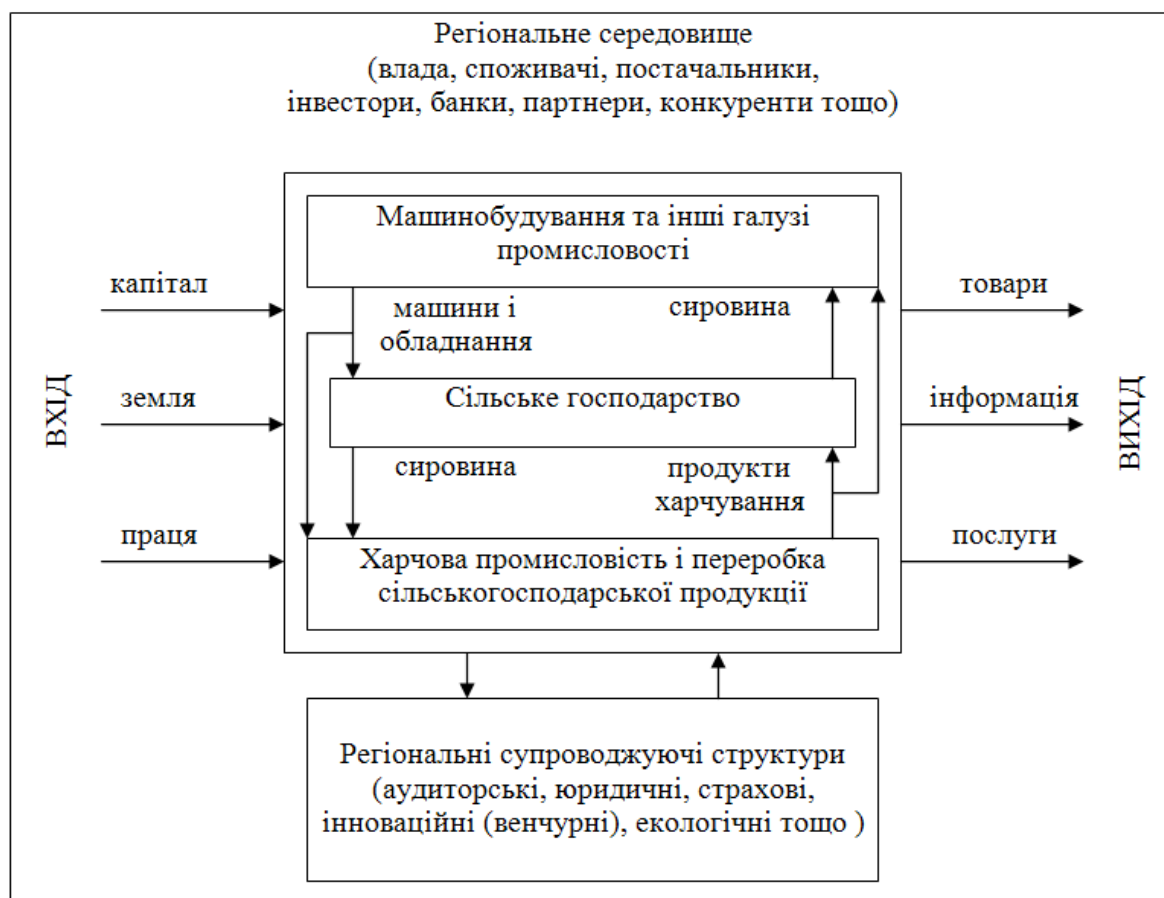 Регіональне середовище
(влада, споживачі, постачальники,
інвестори, банки, партнери, конкуренти тощо)
Машинобудування та інші галузі
промисловості
капітал
машини і
обладнання
сировина
товари
ВХІД
земля
Сільське господарство
інформація
ВИХІД
сировина
продукти
харчування
праця
Харчова промисловість і переробка
сільськогосподарської продукції
послуги
Регіональні супроводжуючі структури
(аудиторські, юридичні, страхові,
інноваційні (венчурні), екологічні тощо )